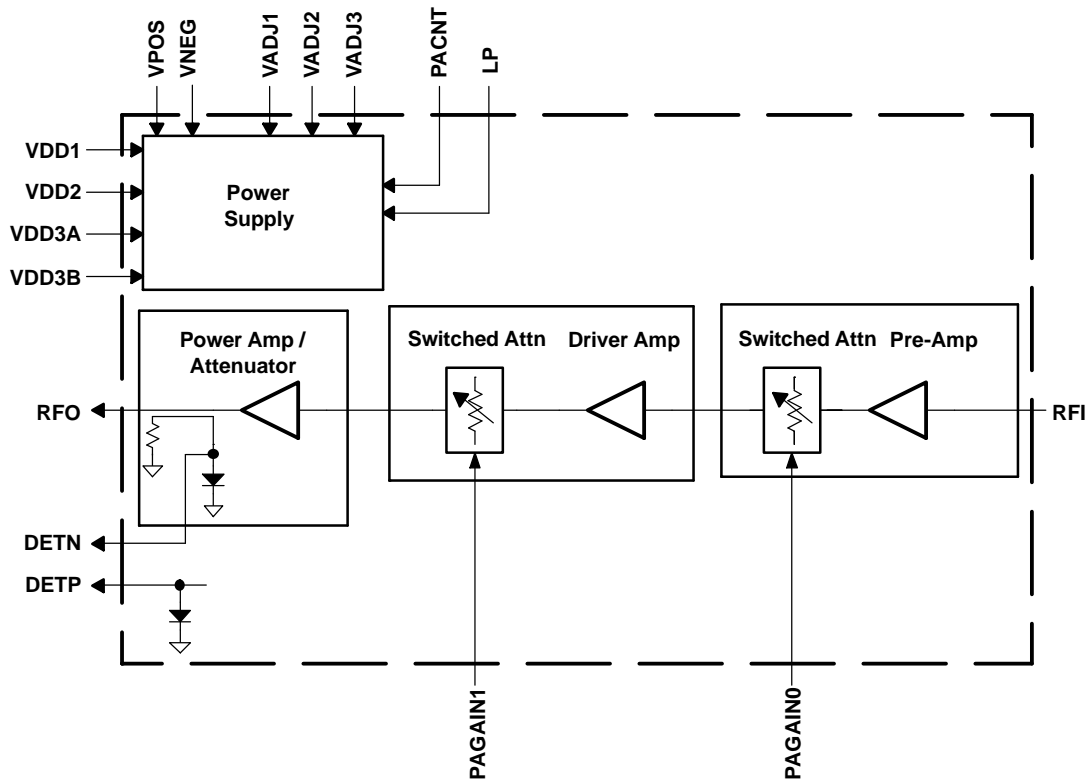 VPOS
VNEG
VADJ1
VADJ2
VADJ3
PACNT
LP
VDD1
VDD2
VDD3A
VDD3B
Power
Supply
Power Amp /
Attenuator
Switched Attn
Driver Amp
Switched Attn
Pre-Amp
RFO
RFI
DETN
DETP
PAGAIN1
PAGAIN0